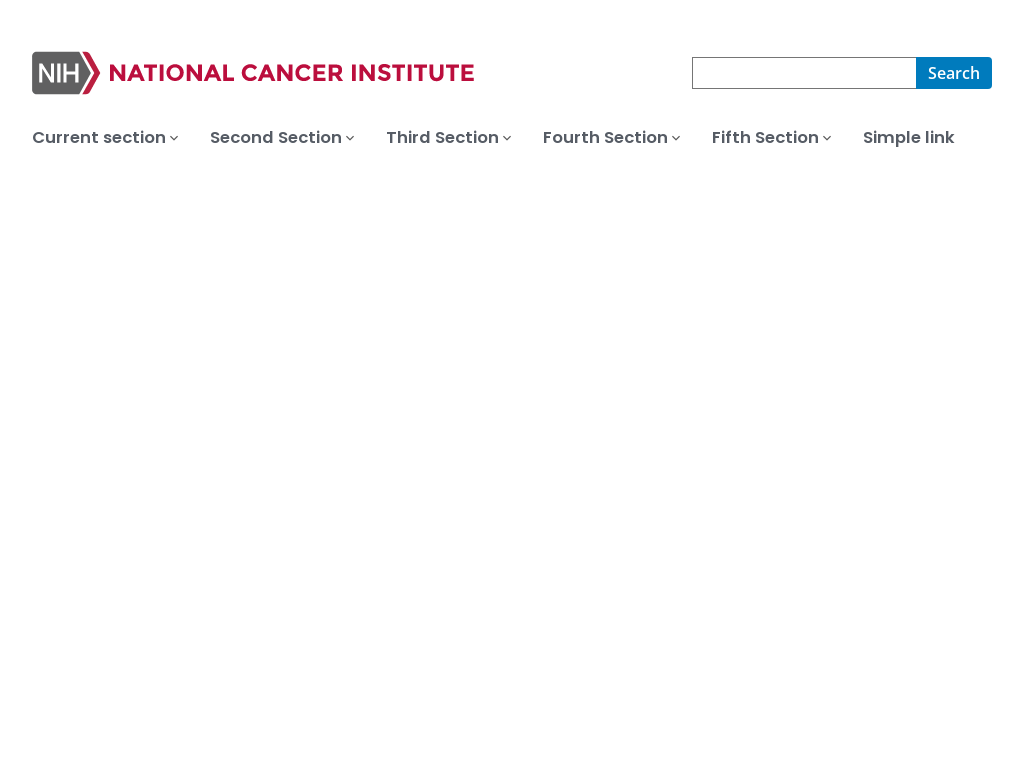 NIH NATIONAL CANCER INSTITUTE
Search
Current section Second Section Third Section Fourth Section Fifth Section Simple link